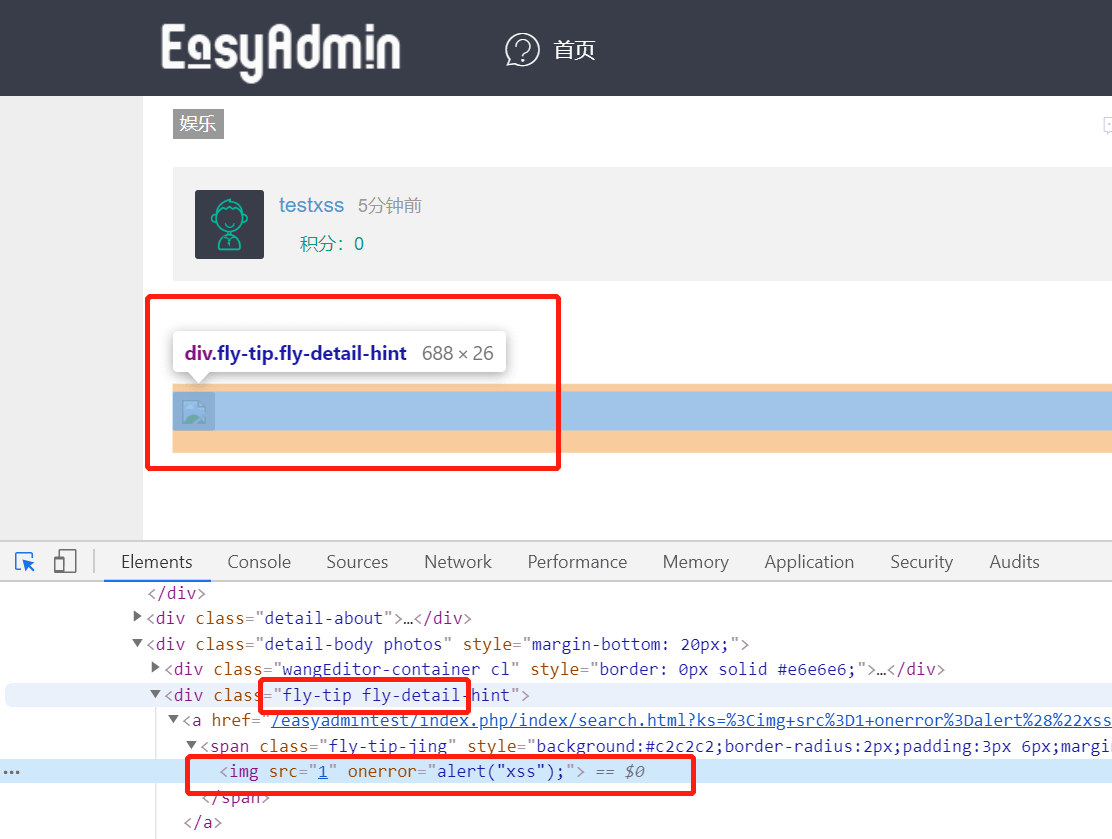 EasyAdmin
首页
娱乐
testxss 5分钟前
积分：0
div.fly-tip.fly-detail-hint 688 × 26
Elements Console Sources Network Performance Memory Application Security Audits
</div>
<div class="detail-about">…</div>
<div class="detail-body photos" style="margin-bottom: 20px;">
<div class="wangEditor-container cl" style="border: 0px solid #e6e6e6;">…</div>
<div class="fly-tip fly-detail-hint">
<a href="/easyadmintest/index.php/index/search.html?ks=%3Cimg+src%3D1+onerror%3Dalert%28%22xss
<span class="fly-tip-jing" style="background:#c2c2c2;border-radius:2px;padding:3px 6px;margin
<img src="1" onerror="alert("xss");"> == $0
</span>
</a>